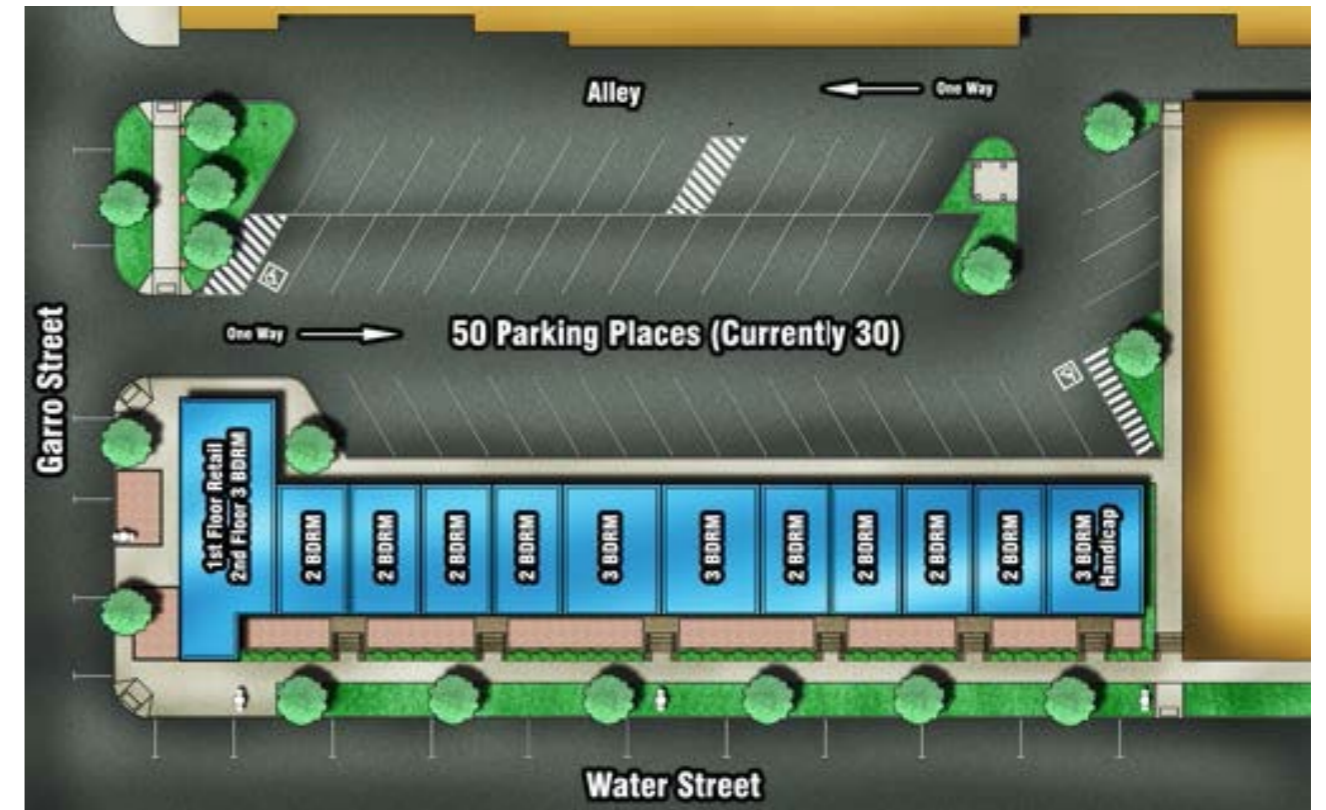 Alley
One Way
One Way
50 Parking Places (Currently 30)
Garro Street
1st Floor Retail
2nd Floor 3 BDRM
2 BDRM
2 BDRM
2 BDRM
2 BDRM
3 BDRM
3 BDRM
2 BDRM
2 BDRM
2 BDRM
2 BDRM
3 BDRM
Handicap
Water Street